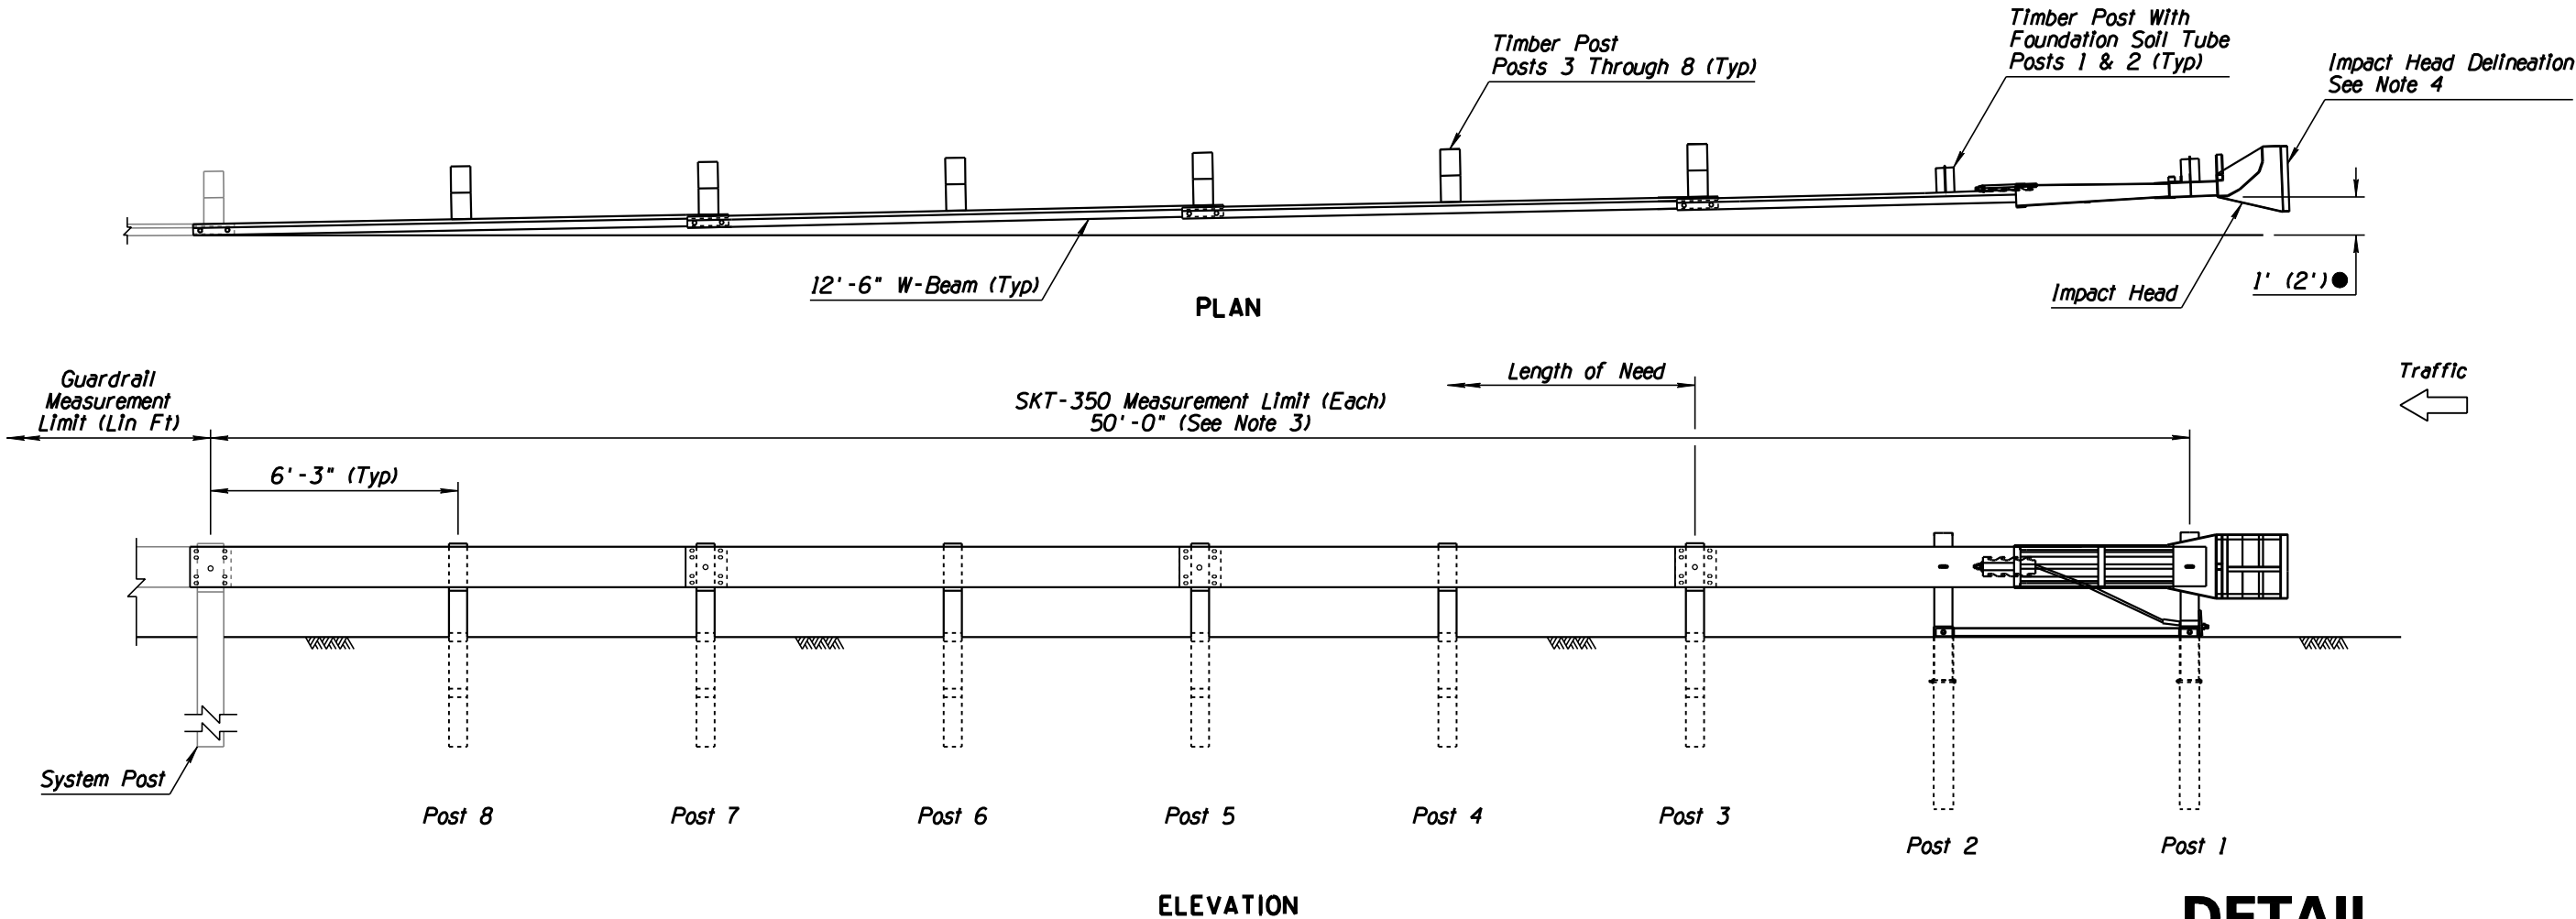 Timber Post
Posts 3 Through 8 (Typ)
Timber Post With
Foundation Soil Tube
Posts 1 & 2 (Typ)
Impact Head Delineation
See Note 4
12'-6" W-Beam (Typ)
Impact Head
1' (2')●
PLAN
Guardrail
Measurement
Limit (Lin Ft)
SKT-350 Measurement Limit (Each)
50'-0" (See Note 3)
Length of Need
Traffic
6'-3" (Typ)
System Post
Post 8
Post 7
Post 6
Post 5
Post 4
Post 3
Post 2
Post 1
ELEVATION
DETAIL